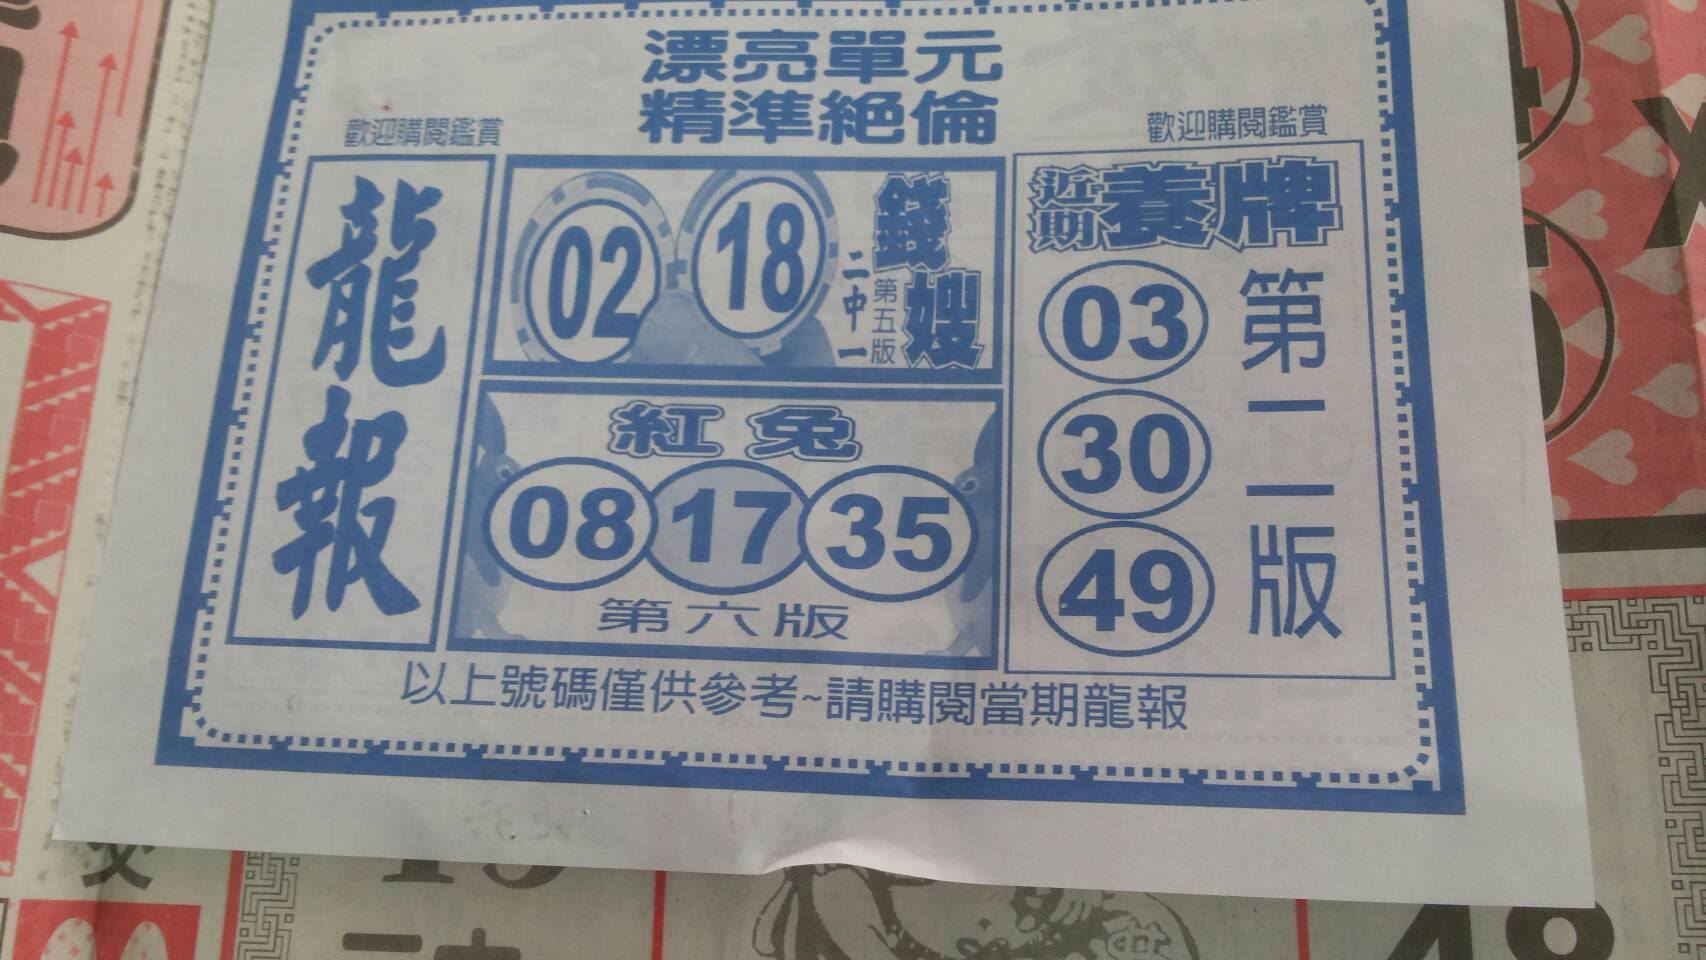 漂亮單元
精準絕倫
歡迎購閱鑑賞
歡迎購閱鑑賞
龍報
02 18
錢嫂
二中一
第五版
紅兔
08 17 35
第六版
近期養牌
03
30
49
第二版
以上號碼僅供參考~請購閱當期龍報